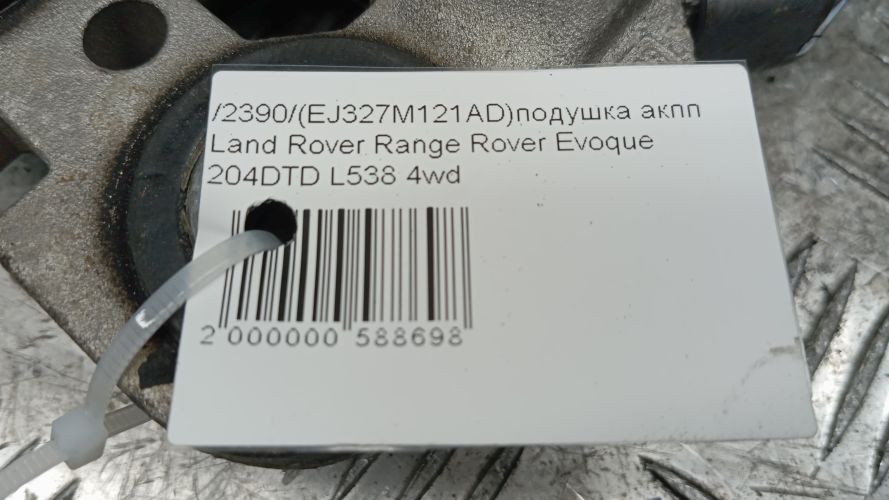 /2390/(EJ327M121AD)подушка акпп
Land Rover Range Rover Evoque
204DTD L538 4wd
2 000000 588698